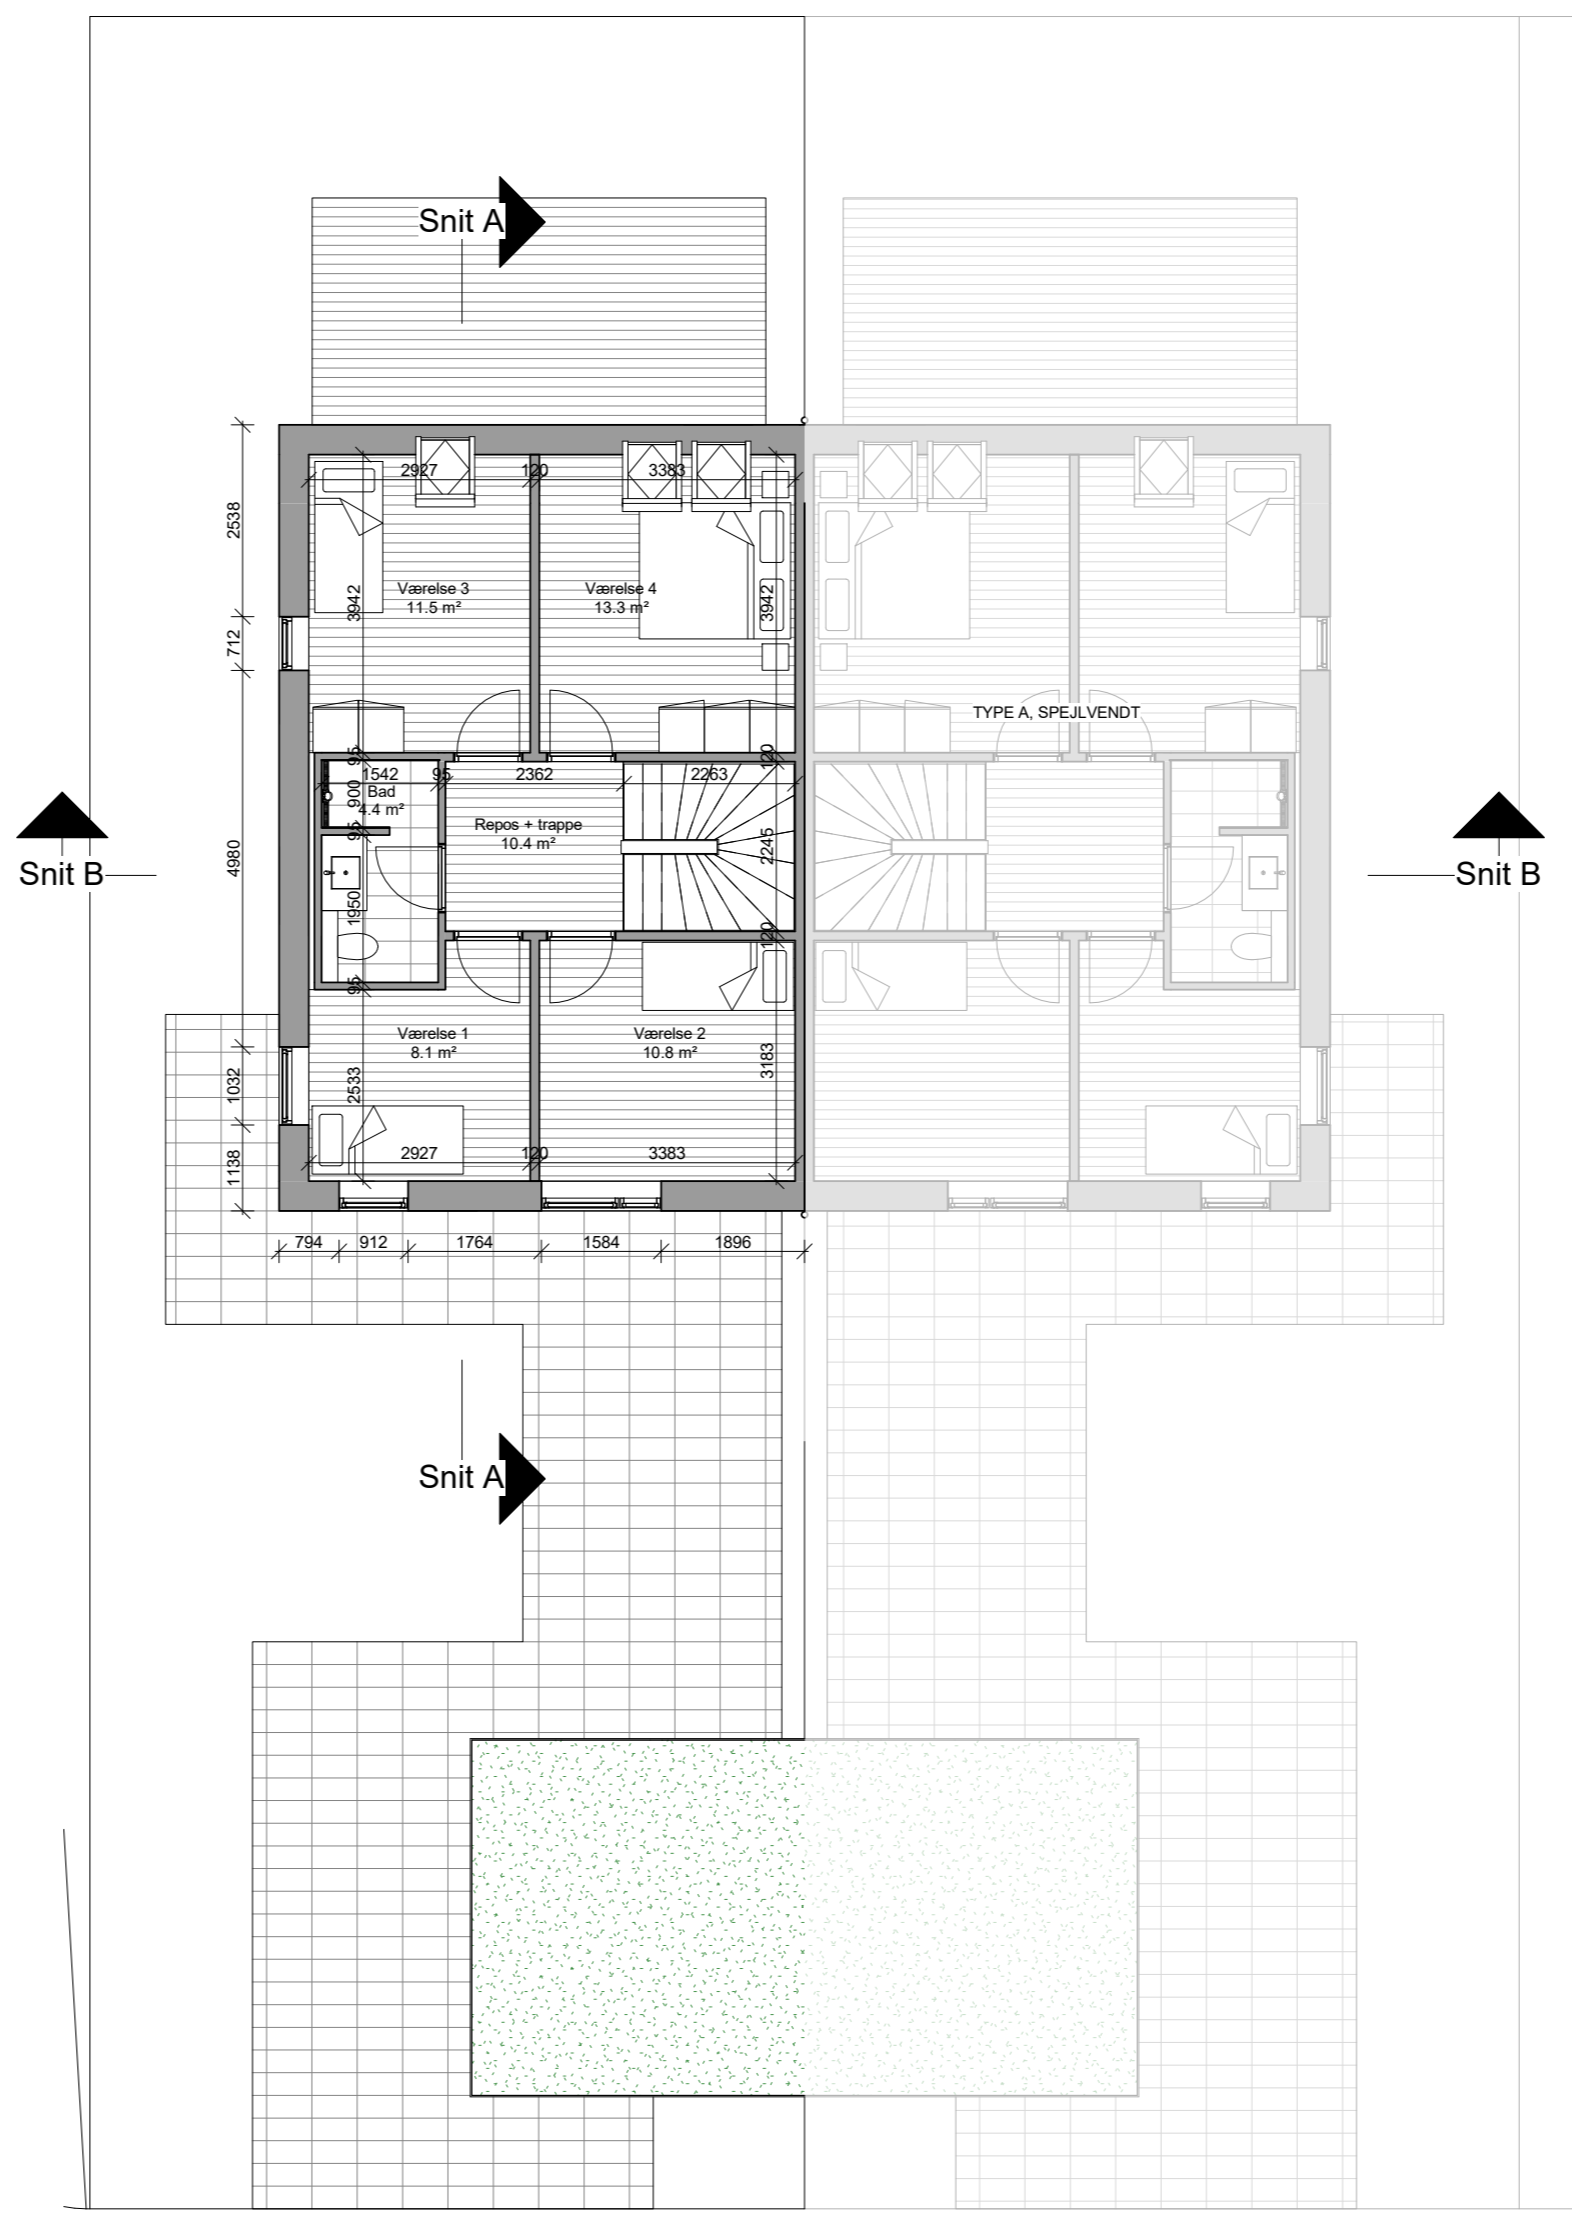 Snit A
2927
120
3383
2538
Værelse 3
11.5 m²
Værelse 4
13.3 m²
3942
3942
712
TYPE A, SPEJLVENDT
95
120
1542
95
2362
2263
Bad
4.4 m²
900
95
Repos + trappe
10.4 m²
2245
4980
Snit B
Snit B
1950
120
95
Værelse 1
8.1 m²
Værelse 2
10.8 m²
3183
1032
2533
2927
120
3383
1138
794
912
1764
1584
1896
Snit A